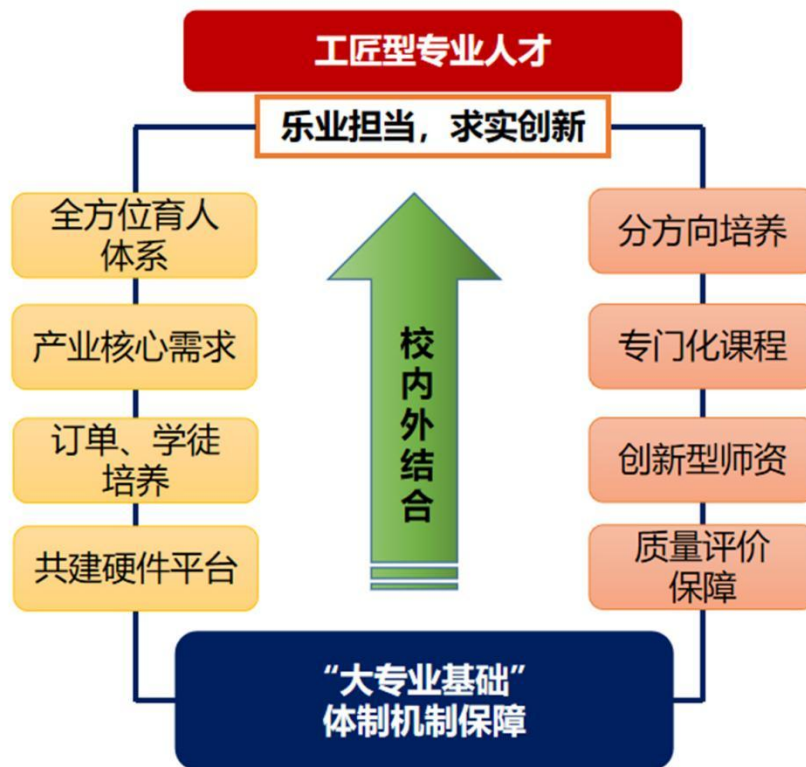 工匠型专业人才
乐业担当，求实创新
全方位育人
体系
产业核心需求
订单、学徒
培养
共建硬件平台
校内外结合
分方向培养
专门化课程
创新型师资
质量评价
保障
“大专业基础”
体制机制保障